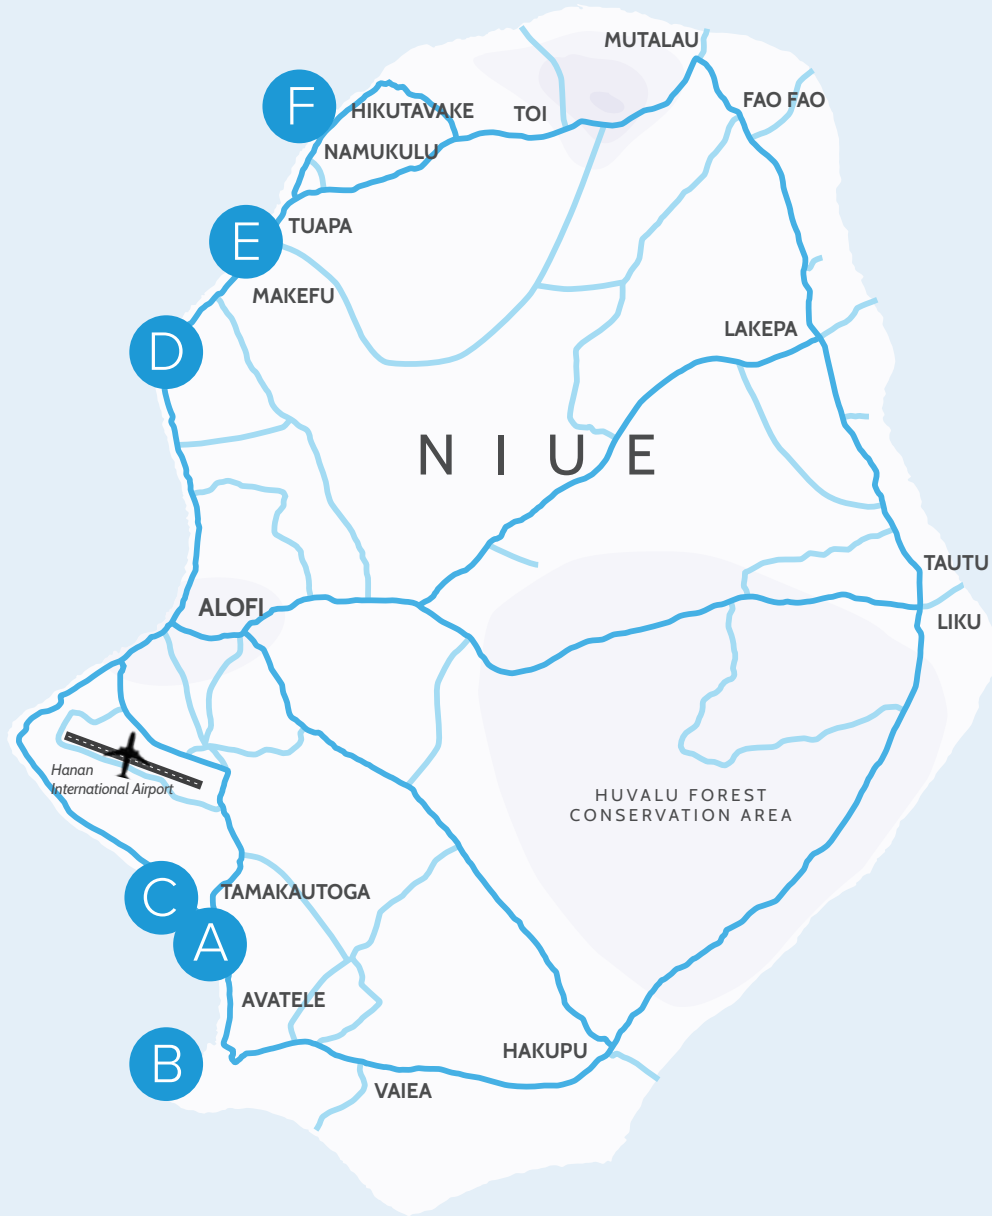 MUTALAU
F
HIKUTAVAKE
TOI
FAO FAO
NAMUKULU
E
TUAPA
MAKEFU
D
LAKEPA
NIUE
TAUTU
ALOFI
LIKU
Hanan
International Airport
HUVALU FOREST
CONSERVATION AREA
C
TAMAKAUTOGA
A
AVATELE
B
HAKUPU
VAIEA